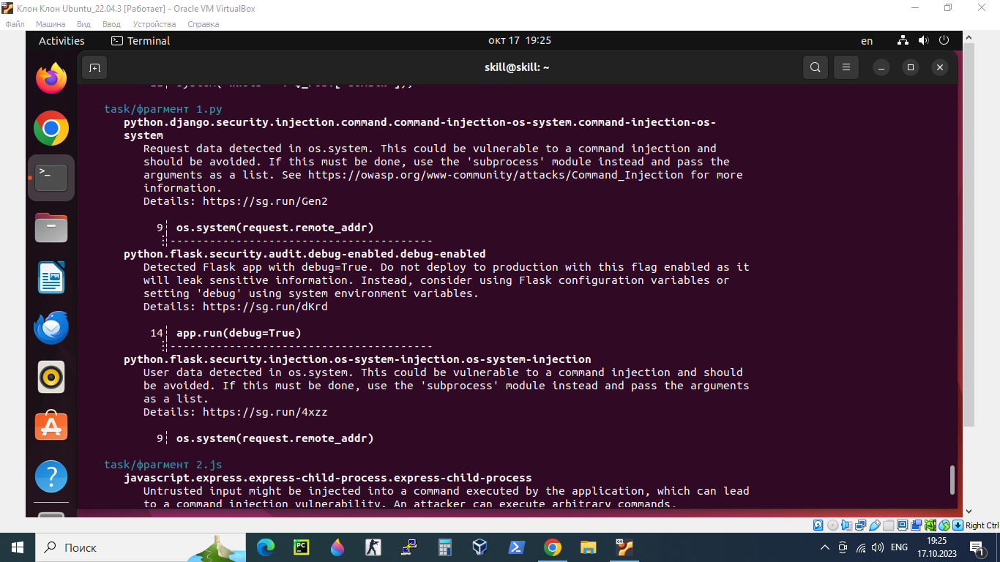 Клон Клон Ubuntu_22.04.3 [Работает] - Oracle VM VirtualBox
Файл Машина Вид Ввод Устройства Справка
Activities Terminal окт 17 19:25 en
skill@skill: ~
task/фрагмент 1.py
python.django.security.injection.command.command-injection-os-system.command-injection-os-
system
Request data detected in os.system. This could be vulnerable to a command injection and
should be avoided. If this must be done, use the 'subprocess' module instead and pass the
arguments as a list. See https://owasp.org/www-community/attacks/Command_Injection for more
information.
Details: https://sg.run/Gen2
9┆ os.system(request.remote_addr)
⋮┆----------------------------------------
python.flask.security.audit.debug-enabled.debug-enabled
Detected Flask app with debug=True. Do not deploy to production with this flag enabled as it
will leak sensitive information. Instead, consider using Flask configuration variables or
setting 'debug' using system environment variables.
Details: https://sg.run/dKrd
14┆ app.run(debug=True)
⋮┆----------------------------------------
python.flask.security.injection.os-system-injection.os-system-injection
User data detected in os.system. This could be vulnerable to a command injection and should
be avoided. If this must be done, use the 'subprocess' module instead and pass the arguments
as a list.
Details: https://sg.run/4xzz
9┆ os.system(request.remote_addr)
task/фрагмент 2.js
javascript.express.express-child-process.express-child-process
Untrusted input might be injected into a command executed by the application, which can lead
to a command injection vulnerability. An attacker can execute arbitrary commands,
Right Ctrl
Поиск
ENG
19:25
17.10.2023
1